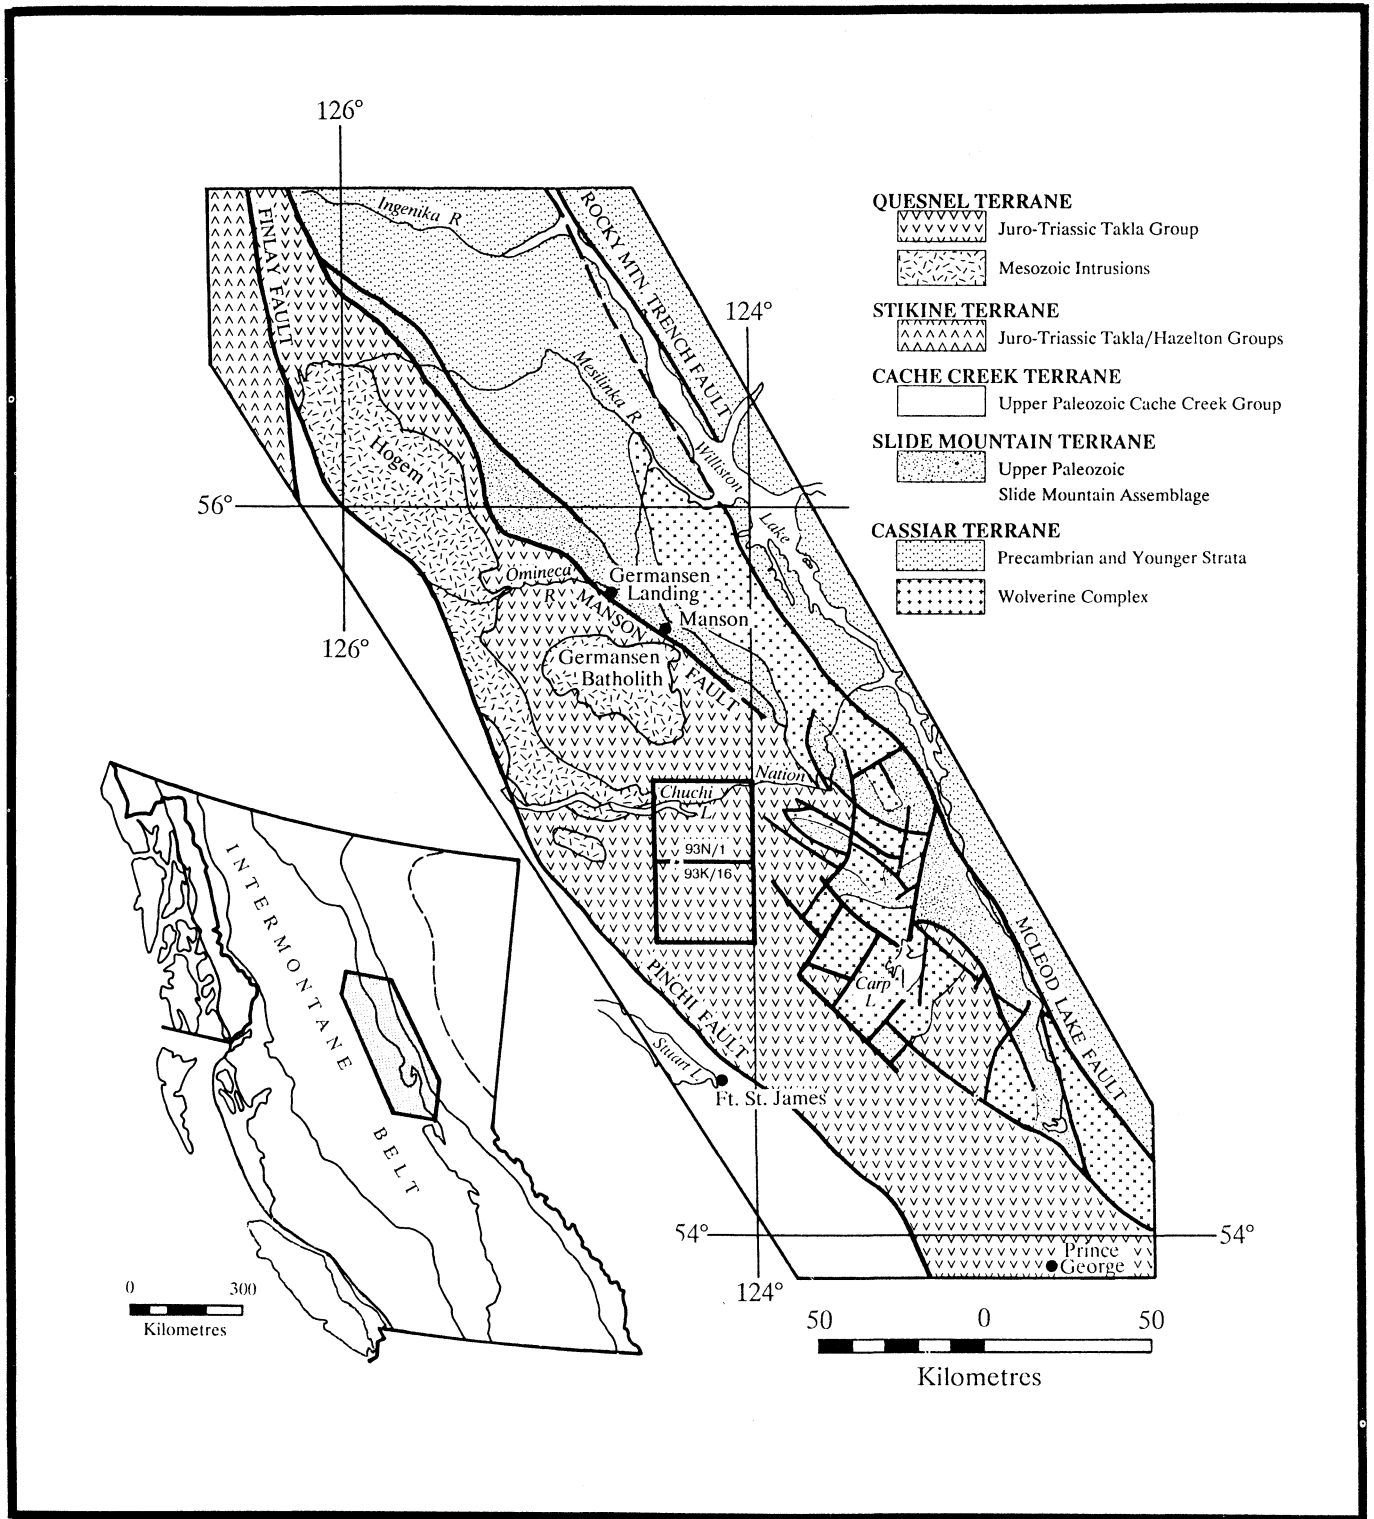 126°
Ingenika R
FINLAY FAULT
ROCKY MTN. TRENCH FAULT
QUESNEL TERRANE
Juro-Triassic Takla Group
Mesozoic Intrusions
STIKINE TERRANE
Juro-Triassic Takla/Hazelton Groups
CACHE CREEK TERRANE
Upper Paleozoic Cache Creek Group
SLIDE MOUNTAIN TERRANE
Upper Paleozoic
Slide Mountain Assemblage
CASSIAR TERRANE
Precambrian and Younger Strata
Wolverine Complex
124°
Mesilinka R
Hogem
Williston
Lake
56°
Omineca
R
Germansen
Landing
MANSON
Manson
FAULT
126°
Germansen
Batholith
Nation
Chuchi
L
93N/1
93K/16
Carp
L
MCLEOD LAKE FAULT
PINCHI FAULT
Stuart L
Ft. St. James
INTERMONTANE
BELT
54°
54°
Prince
George
124°
0 300
Kilometres
50 0 50
Kilometres